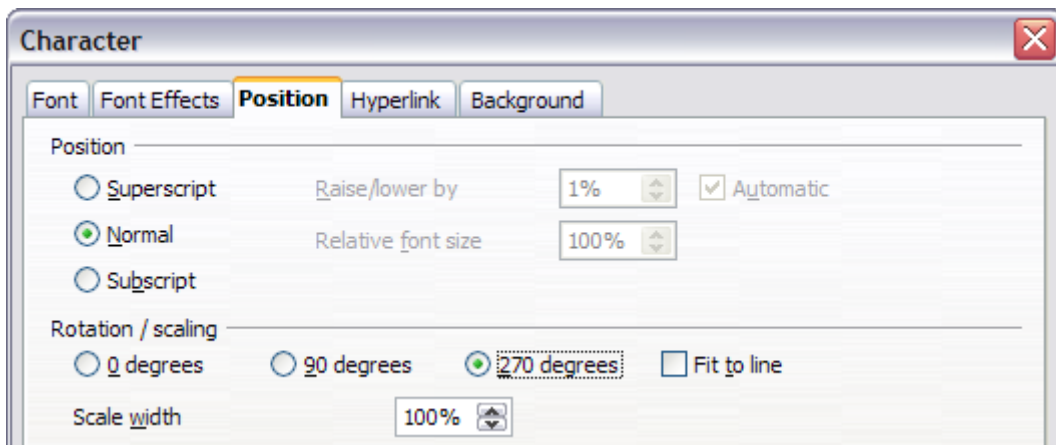 Character
Font Font Effects Position Hyperlink Background
Position
Superscript Raise/lower by 1% Automatic
Normal Relative font size 100%
Subscript
Rotation / scaling
0 degrees 90 degrees 270 degrees Fit to line
Scale width 100%